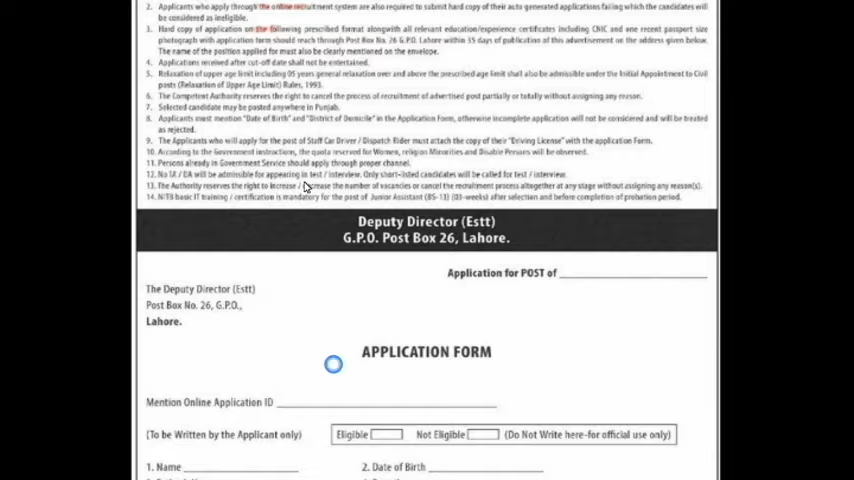 2. Applicants who apply through the online recruitment system are also required to submit hard copy of their auto generated applications failing which the candidates will
be considered as ineligible.
3. Hard copy of application on the following prescribed format alongwith all relevant education/experience certificates including CNIC and one recent passport size
photograph with application form should reach through Post Box No. 26 G.P.O. Lahore within 15 days of publication of this advertisement on the address given below.
The name of the position applied for must also be clearly mentioned on the envelope.
4. Applications received after cut-off date shall not be entertained.
5. Relaxation of upper age limit including 05 years general relaxation over and above the prescribed age limit shall also be admissible under the Initial Appointment to Civil
posts (Relaxation of Upper Age Limit) Rules, 1993.
6. The Competent Authority reserves the right to cancel the process of recruitment of advertised post partially or totally without assigning any reason.
7. Selected candidate may be posted anywhere in Punjab.
8. Applicants must mention "Date of Birth" and "District of Domicile" in the Application Form, otherwise incomplete application will not be considered and will be treated
as rejected.
9. The Applicants who will apply for the post of Staff Car Driver / Dispatch Rider must attach the copy of their "Driving License" with the application Form.
10. According to the Government instructions, the quota reserved for Women, religion Minorities and Disable Persons will be observed.
11. Persons already in Government Service should apply through proper channel.
12. No TA / DA will be admissible for appearing in test / interview. Only short-listed candidates will be called for test / interview.
13. The Authority reserves the right to increase / decrease the number of vacancies or cancel the recruitment process altogether at any stage without assigning any reason(s).
14. NITB basic IT training / certification is mandatory for the post of Junior Assistant (BS-13) (03-weeks) after selection and before completion of probation period.
Deputy Director (Estt)
G.P.O. Post Box 26, Lahore.
Application for POST of
The Deputy Director (Estt)
Post Box No. 26, G.P.O.,
Lahore.
APPLICATION FORM
Mention Online Application ID
(To be Written by the Applicant only) Eligible Not Eligible (Do Not Write here-for official use only)
1. Name 2. Date of Birth